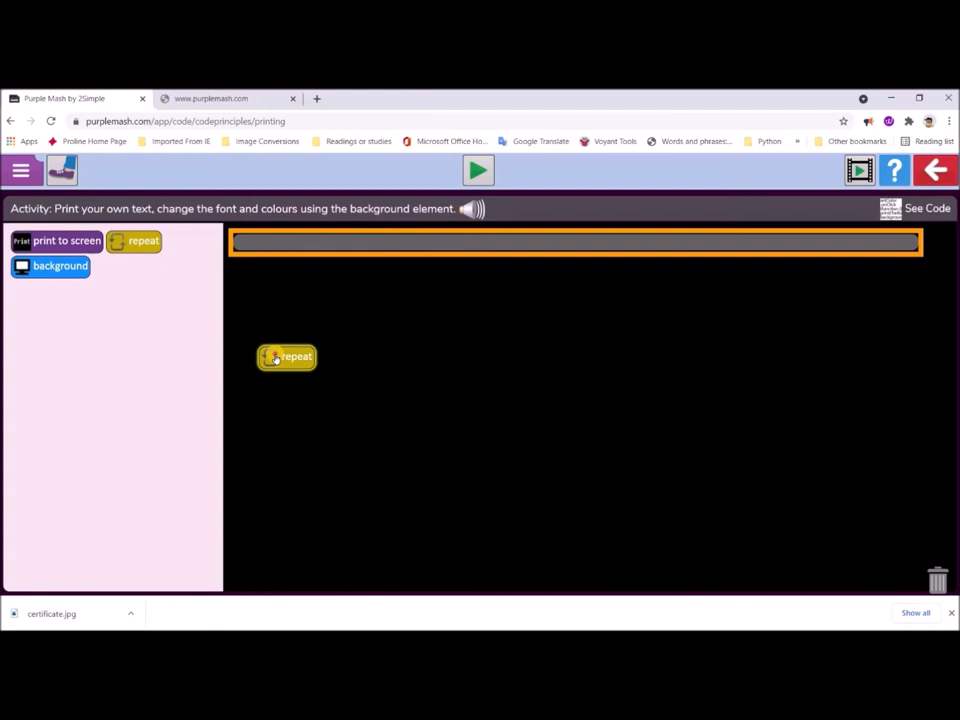 Purple Mash by 2Simple
www.purplemash.com
purplemash.com/app/code/codeprinciples/printing
Apps Proline Home Page Imported From IE Image Conversions Readings or studies Microsoft Office Ho... Google Translate Voyant Tools Words and phrases:... Python » Other bookmarks Reading list
?
Activity: Print your own text, change the font and colours using the background element.
See Code
Print print to screen
repeat
background
repeat
certificate.jpg
Show all